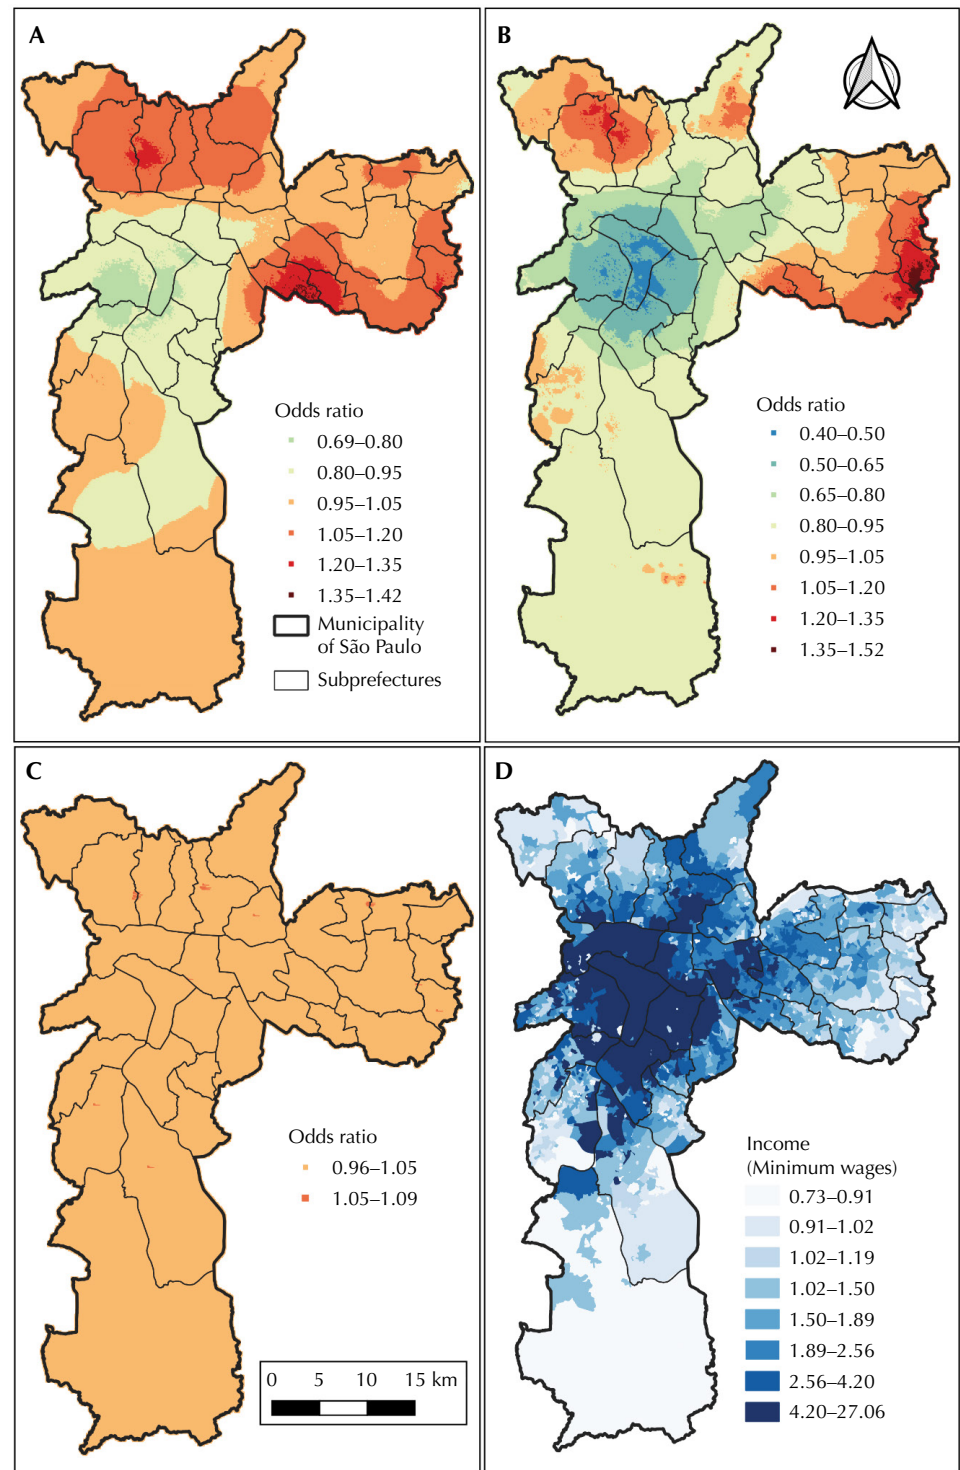 A
Odds ratio
0.69–0.80
0.80–0.95
0.95–1.05
1.05–1.20
1.20–1.35
1.35–1.42
Municipality
of São Paulo
Subprefectures
B
Odds ratio
0.40–0.50
0.50–0.65
0.65–0.80
0.80–0.95
0.95–1.05
1.05–1.20
1.20–1.35
1.35–1.52
C
Odds ratio
0.96–1.05
1.05–1.09
0 5 10 15 km
D
Income
(Minimum wages)
0.73–0.91
0.91–1.02
1.02–1.19
1.02–1.50
1.50–1.89
1.89–2.56
2.56–4.20
4.20–27.06